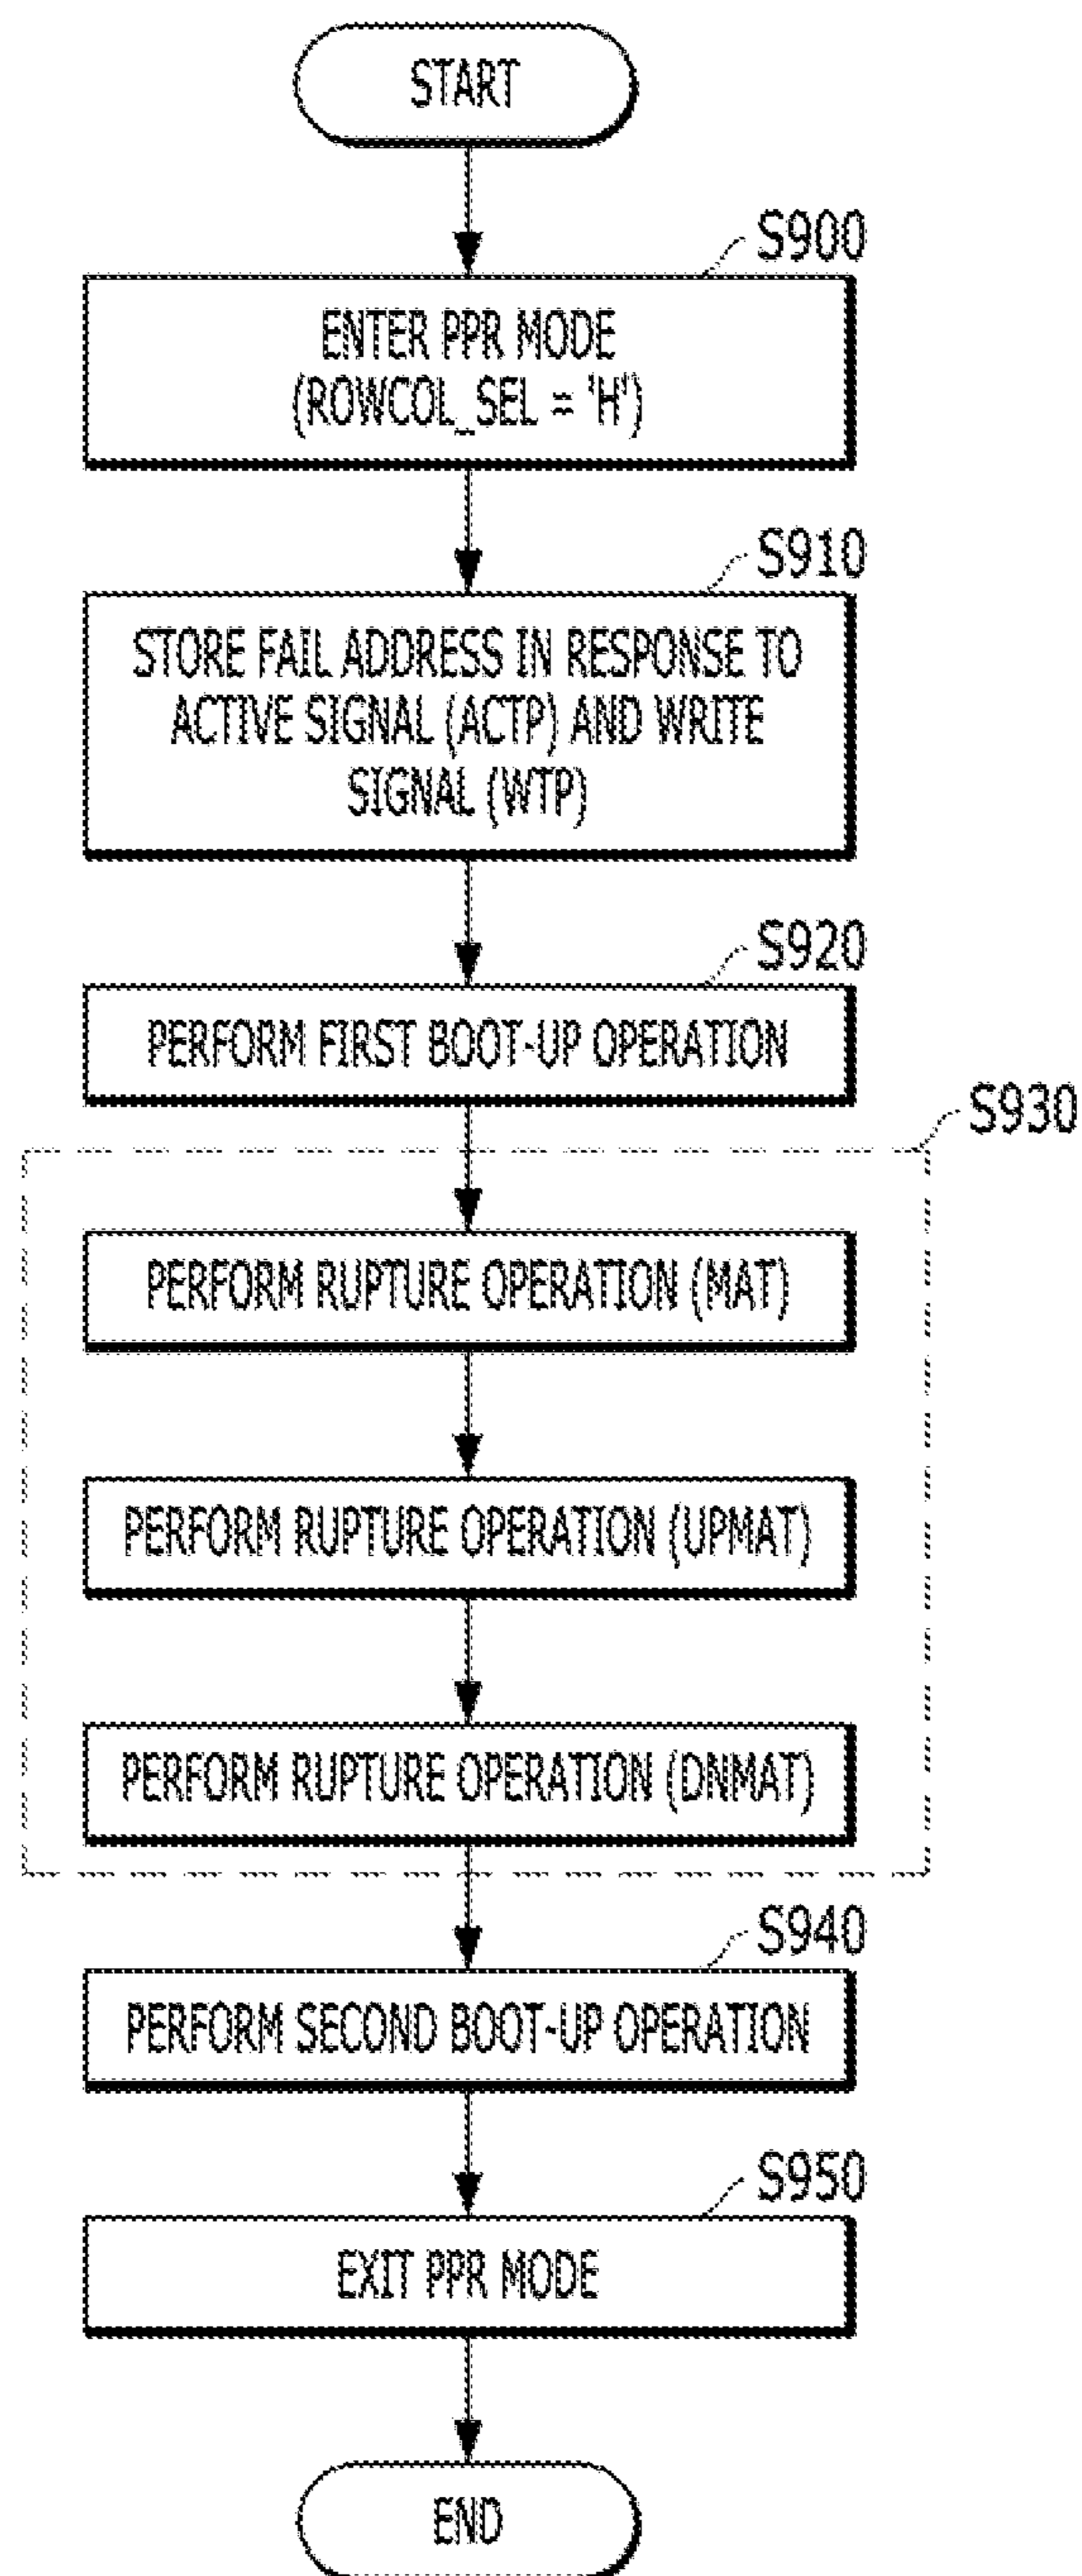 START
S900
ENTER PPR MODE
(ROWCOL_SEL = 'H')
S910
STORE FAIL ADDRESS IN RESPONSE TO
ACTIVE SIGNAL (ACTP) AND WRITE
SIGNAL (WTP)
S920
PERFORM FIRST BOOT-UP OPERATION
S930
PERFORM RUPTURE OPERATION (MAT)
PERFORM RUPTURE OPERATION (UPMAT)
PERFORM RUPTURE OPERATION (DNMAT)
S940
PERFORM SECOND BOOT-UP OPERATION
S950
EXIT PPR MODE
END